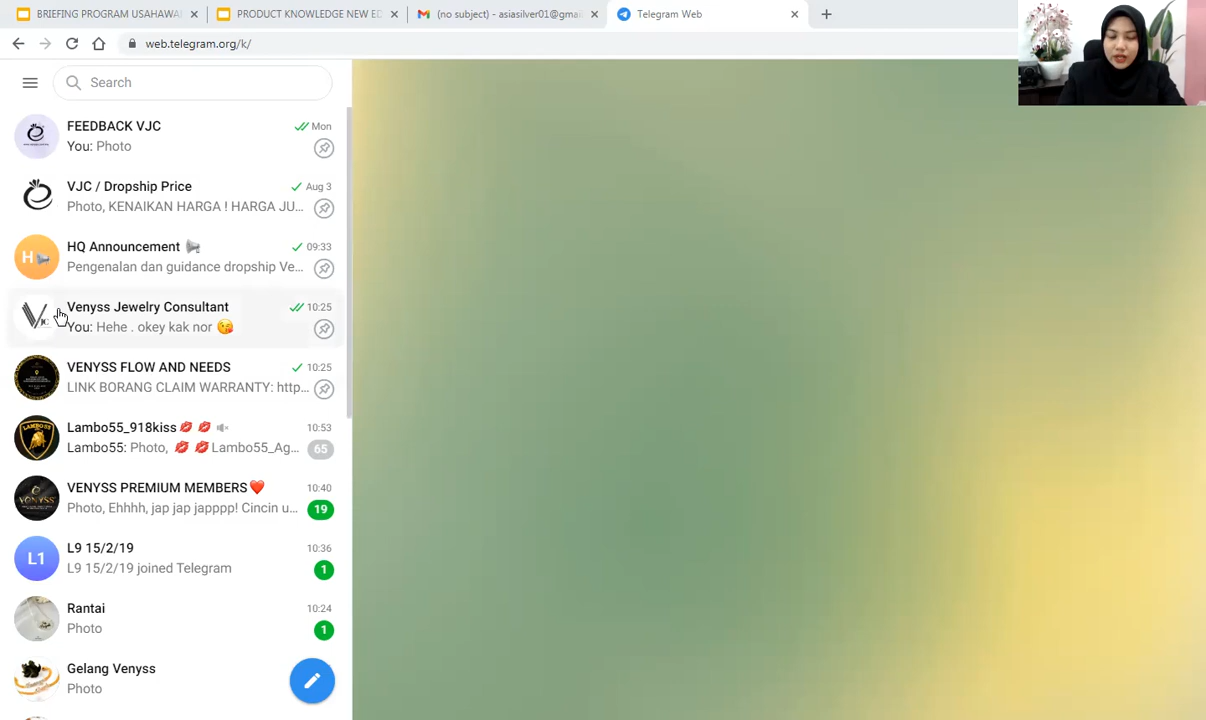 BRIEFING PROGRAM USAHAWA
PRODUCT KNOWLEDGE NEW ED
(no subject) - asiasilver01@gmai
Telegram Web
web.telegram.org/k/
Search
FEEDBACK VJC
Mon
You: Photo
VJC / Dropship Price
Aug 3
Photo, KENAIKAN HARGA ! HARGA JU...
H
HQ Announcement 📢
09:33
Pengenalan dan guidance dropship Ve...
Venyss Jewelry Consultant
10:25
You: Hehe . okey kak nor 😘
VENYSS FLOW AND NEEDS
10:25
LINK BORANG CLAIM WARRANTY: http...
Lambo55_918kiss💋 💋
10:53
Lambo55: Photo, 💋 💋Lambo55_Ag...
65
VENYSS PREMIUM MEMBERS❤️
10:40
Photo, Ehhhh, jap jap japppp! Cincin u...
19
L1
L9 15/2/19
10:36
L9 15/2/19 joined Telegram
1
Rantai
10:24
Photo
1
Gelang Venyss
Photo